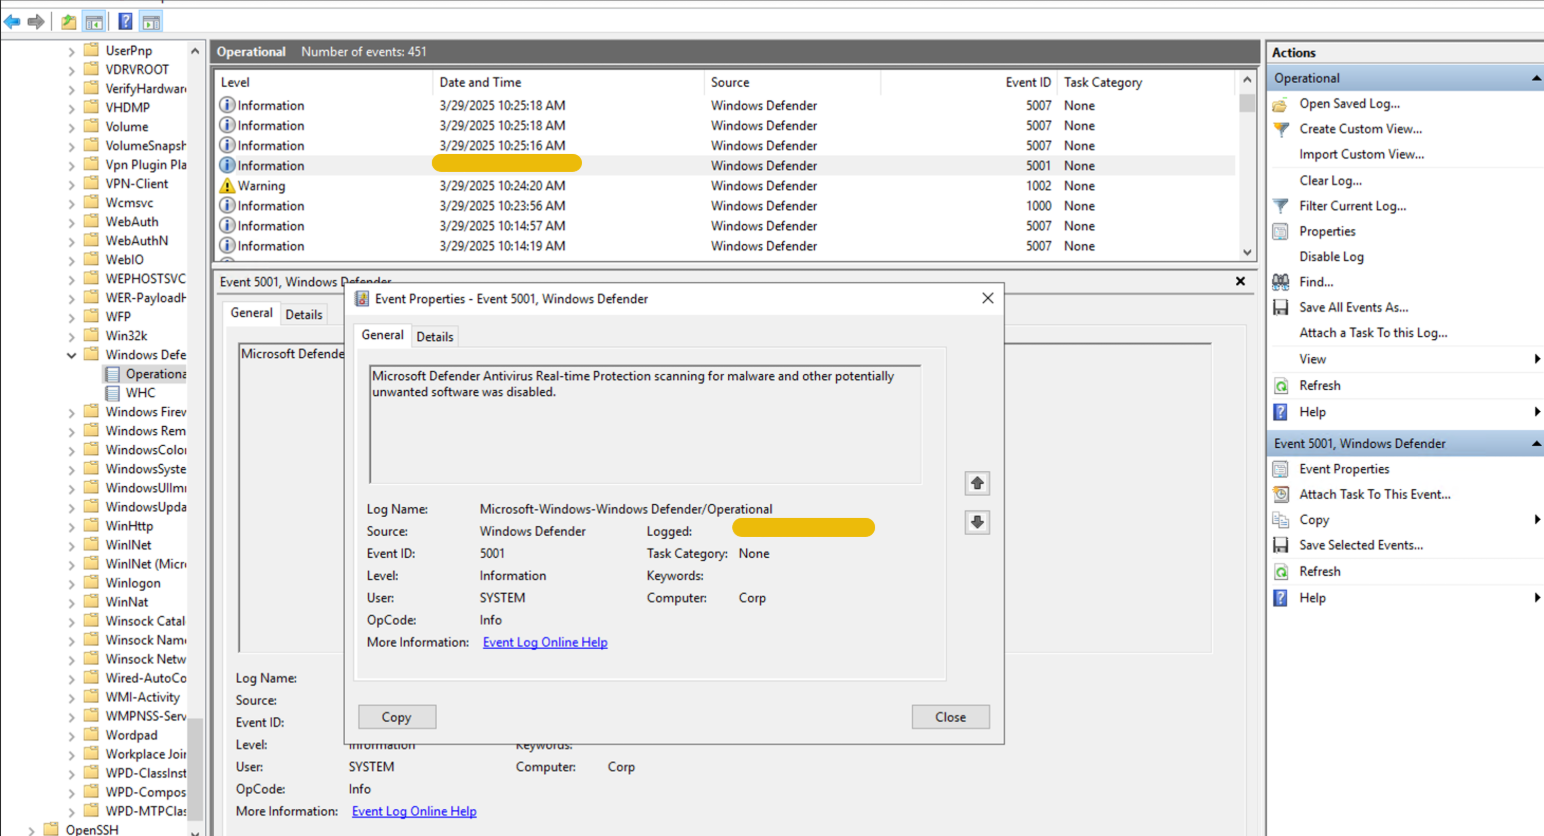 UserPnp
VDRVROOT
VerifyHardwar
VHDMP
Volume
VolumeSnapsh
Vpn Plugin Pla
VPN-Client
Wcmsvc
WebAuth
WebAuthN
WebIO
WEPHOSTSVC
WER-PayloadH
WFP
Win32k
Windows Defe
Operationa
WHC
Windows Firev
Windows Rem
WindowsColor
WindowsSyste
WindowsUIImm
WindowsUpda
WinHttp
WinINet
WinINet (Micr
Winlogon
WinNat
Winsock Catal
Winsock Name
Winsock Netw
Wired-AutoCo
WMI-Activity
WMPNSS-Serv
Wordpad
Workplace Joir
WPD-ClassInst
WPD-Compos
WPD-MTPClas
OpenSSH
Operational Number of events: 451
Level Date and Time Source Event ID Task Category
Information 3/29/2025 10:25:18 AM Windows Defender 5007 None
Information 3/29/2025 10:25:18 AM Windows Defender 5007 None
Information 3/29/2025 10:25:16 AM Windows Defender 5007 None
Information Windows Defender 5001 None
Warning 3/29/2025 10:24:20 AM Windows Defender 1002 None
Information 3/29/2025 10:23:56 AM Windows Defender 1000 None
Information 3/29/2025 10:14:57 AM Windows Defender 5007 None
Information 3/29/2025 10:14:19 AM Windows Defender 5007 None
Event 5001, Windows Defender
General Details
Microsoft Defende
Event Properties - Event 5001, Windows Defender
General Details
Microsoft Defender Antivirus Real-time Protection scanning for malware and other potentially
unwanted software was disabled.
Log Name: Microsoft-Windows-Windows Defender/Operational
Source: Windows Defender Logged:
Event ID: 5001 Task Category: None
Level: Information Keywords:
User: SYSTEM Computer: Corp
OpCode: Info
More Information: Event Log Online Help
Copy Close
Log Name:
Source:
Event ID:
Level: Information Keywords:
User: SYSTEM Computer: Corp
OpCode: Info
More Information: Event Log Online Help
Actions
Operational
Open Saved Log...
Create Custom View...
Import Custom View...
Clear Log...
Filter Current Log...
Properties
Disable Log
Find...
Save All Events As...
Attach a Task To this Log...
View
Refresh
Help
Event 5001, Windows Defender
Event Properties
Attach Task To This Event...
Copy
Save Selected Events...
Refresh
Help